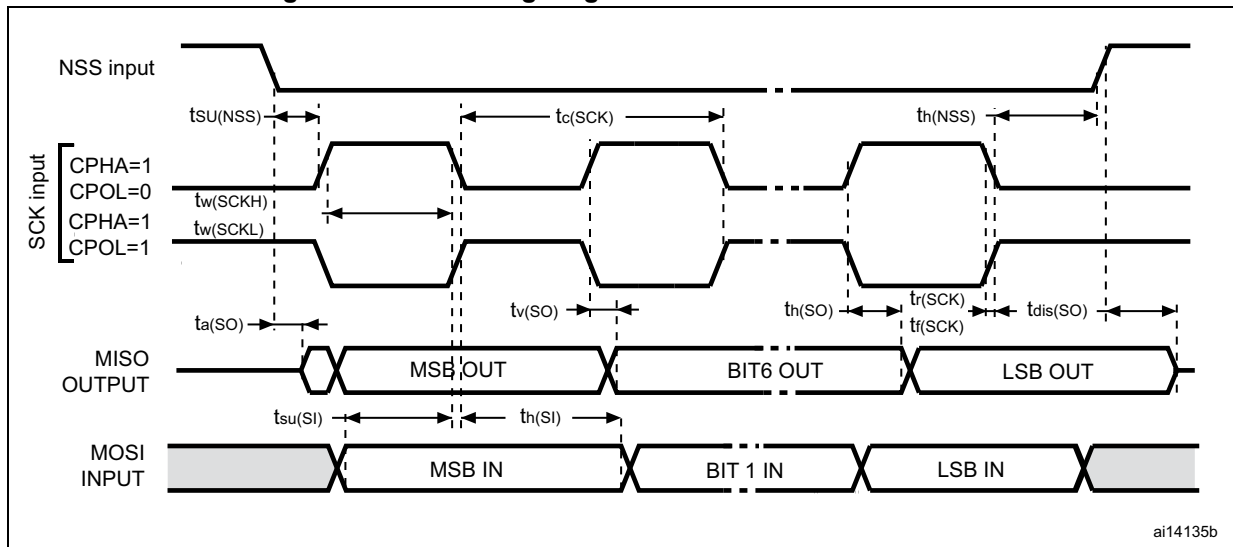 NSS input
tSU(NSS)
tc(SCK)
th(NSS)
SCK input
CPHA=1
CPOL=0
tw(SCKH)
CPHA=1
tw(SCKL)
CPOL=1
ta(SO)
tv(SO)
th(SO)
tr(SCK)
tf(SCK)
tdis(SO)
MISO
OUTPUT
MSB OUT
BIT6 OUT
LSB OUT
tsu(SI)
th(SI)
MOSI
INPUT
MSB IN
BIT 1 IN
LSB IN
ai14135b